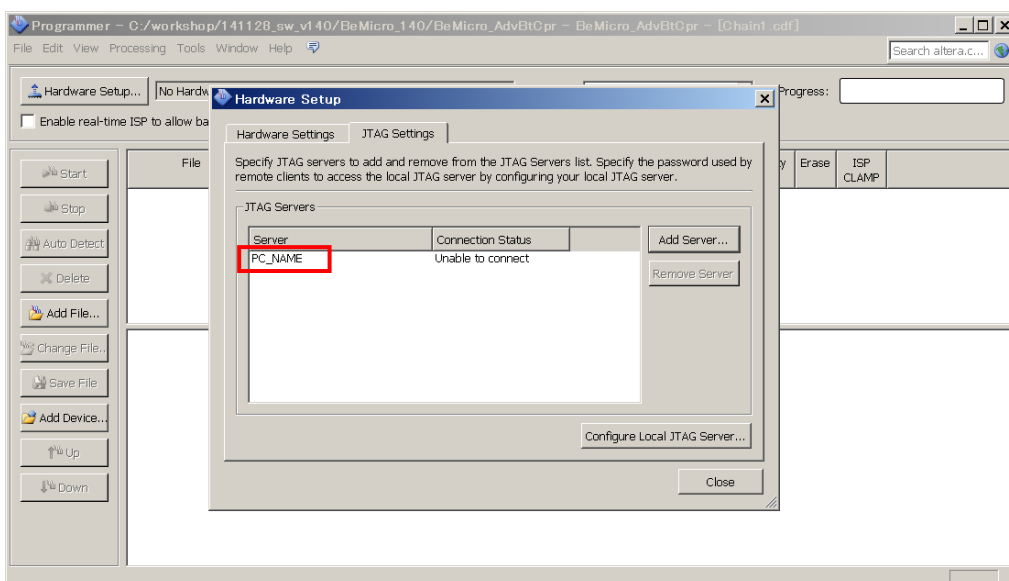 Programmer - C:/workshop/141128_sw_v140/BeMicro_140/BeMicro_AdvBtCpr - BeMicro_AdvBtCpr - [Chain1.cdf]
File Edit View Processing Tools Window Help
Search altera.c...
Hardware Setup... No Hardw
Progress:
Enable real-time ISP to allow ba
Hardware Setup
Hardware Settings JTAG Settings
Specify JTAG servers to add and remove from the JTAG Servers list. Specify the password used by
remote clients to access the local JTAG server by configuring your local JTAG server.
JTAG Servers
Server Connection Status
PC_NAME Unable to connect
Add Server...
Remove Server
Configure Local JTAG Server...
Close
File
y Erase ISP
CLAMP
Start
Stop
Auto Detect
Delete
Add File...
Change File..
Save File
Add Device...
Up
Down